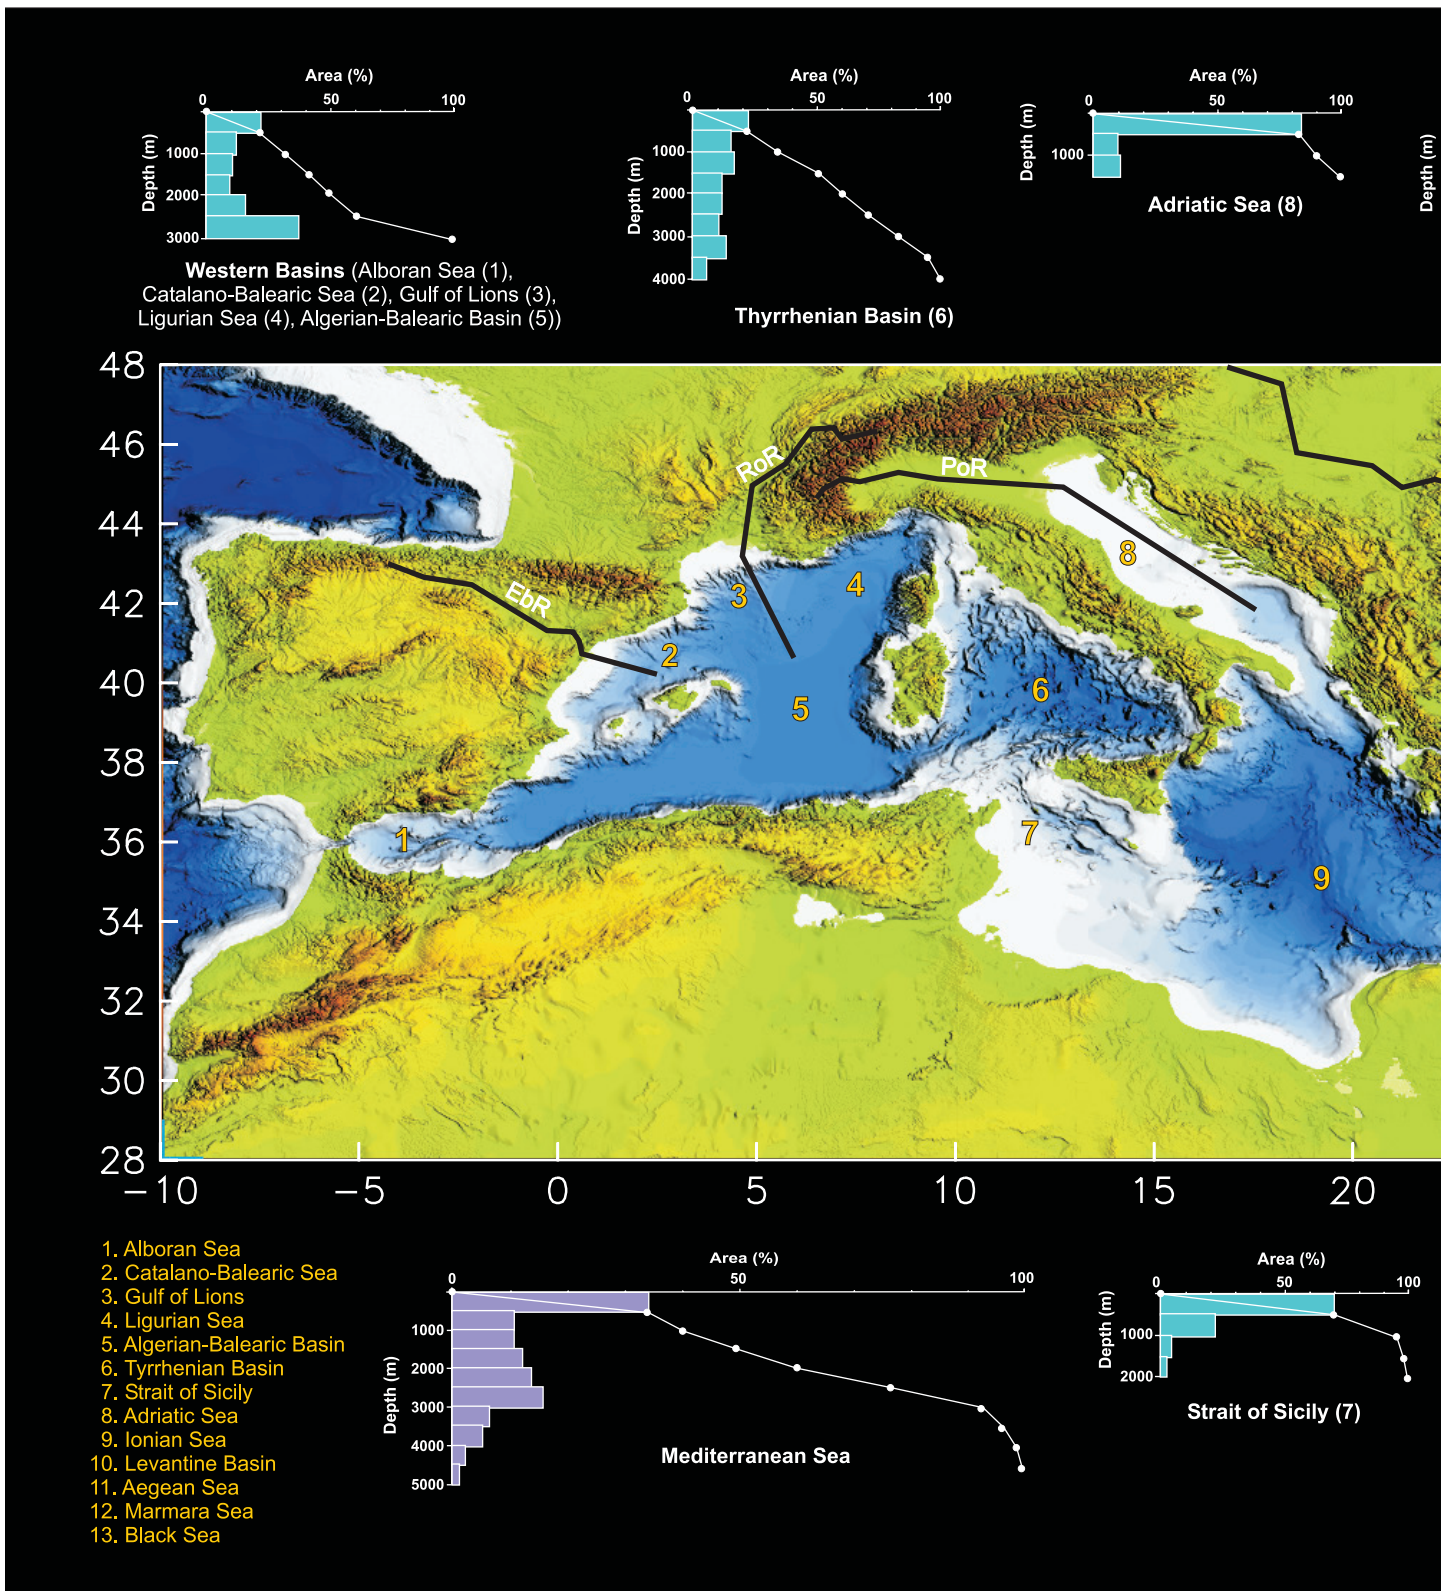 Area (%)
0 50 100
Depth (m)
1000
2000
3000
Western Basins (Alboran Sea (1),
Catalano-Balearic Sea (2), Gulf of Lions (3),
Ligurian Sea (4), Algerian-Balearic Basin (5))
Area (%)
0 50 100
Depth (m)
1000
2000
3000
4000
Thyrrhenian Basin (6)
Area (%)
0 50 100
Depth (m)
1000
Adriatic Sea (8)
Depth (m)
48
46
44
42
40
38
36
34
32
30
28
-10 -5 0 5 10 15 20
RoR
PoR
EbR
8
3
4
2
6
5
1
7
9
1. Alboran Sea
2. Catalano-Balearic Sea
3. Gulf of Lions
4. Ligurian Sea
5. Algerian-Balearic Basin
6. Tyrrhenian Basin
7. Strait of Sicily
8. Adriatic Sea
9. Ionian Sea
10. Levantine Basin
11. Aegean Sea
12. Marmara Sea
13. Black Sea
Area (%)
0 50 100
Depth (m)
1000
2000
3000
4000
5000
Mediterranean Sea
Area (%)
0 50 100
Depth (m)
1000
2000
Strait of Sicily (7)